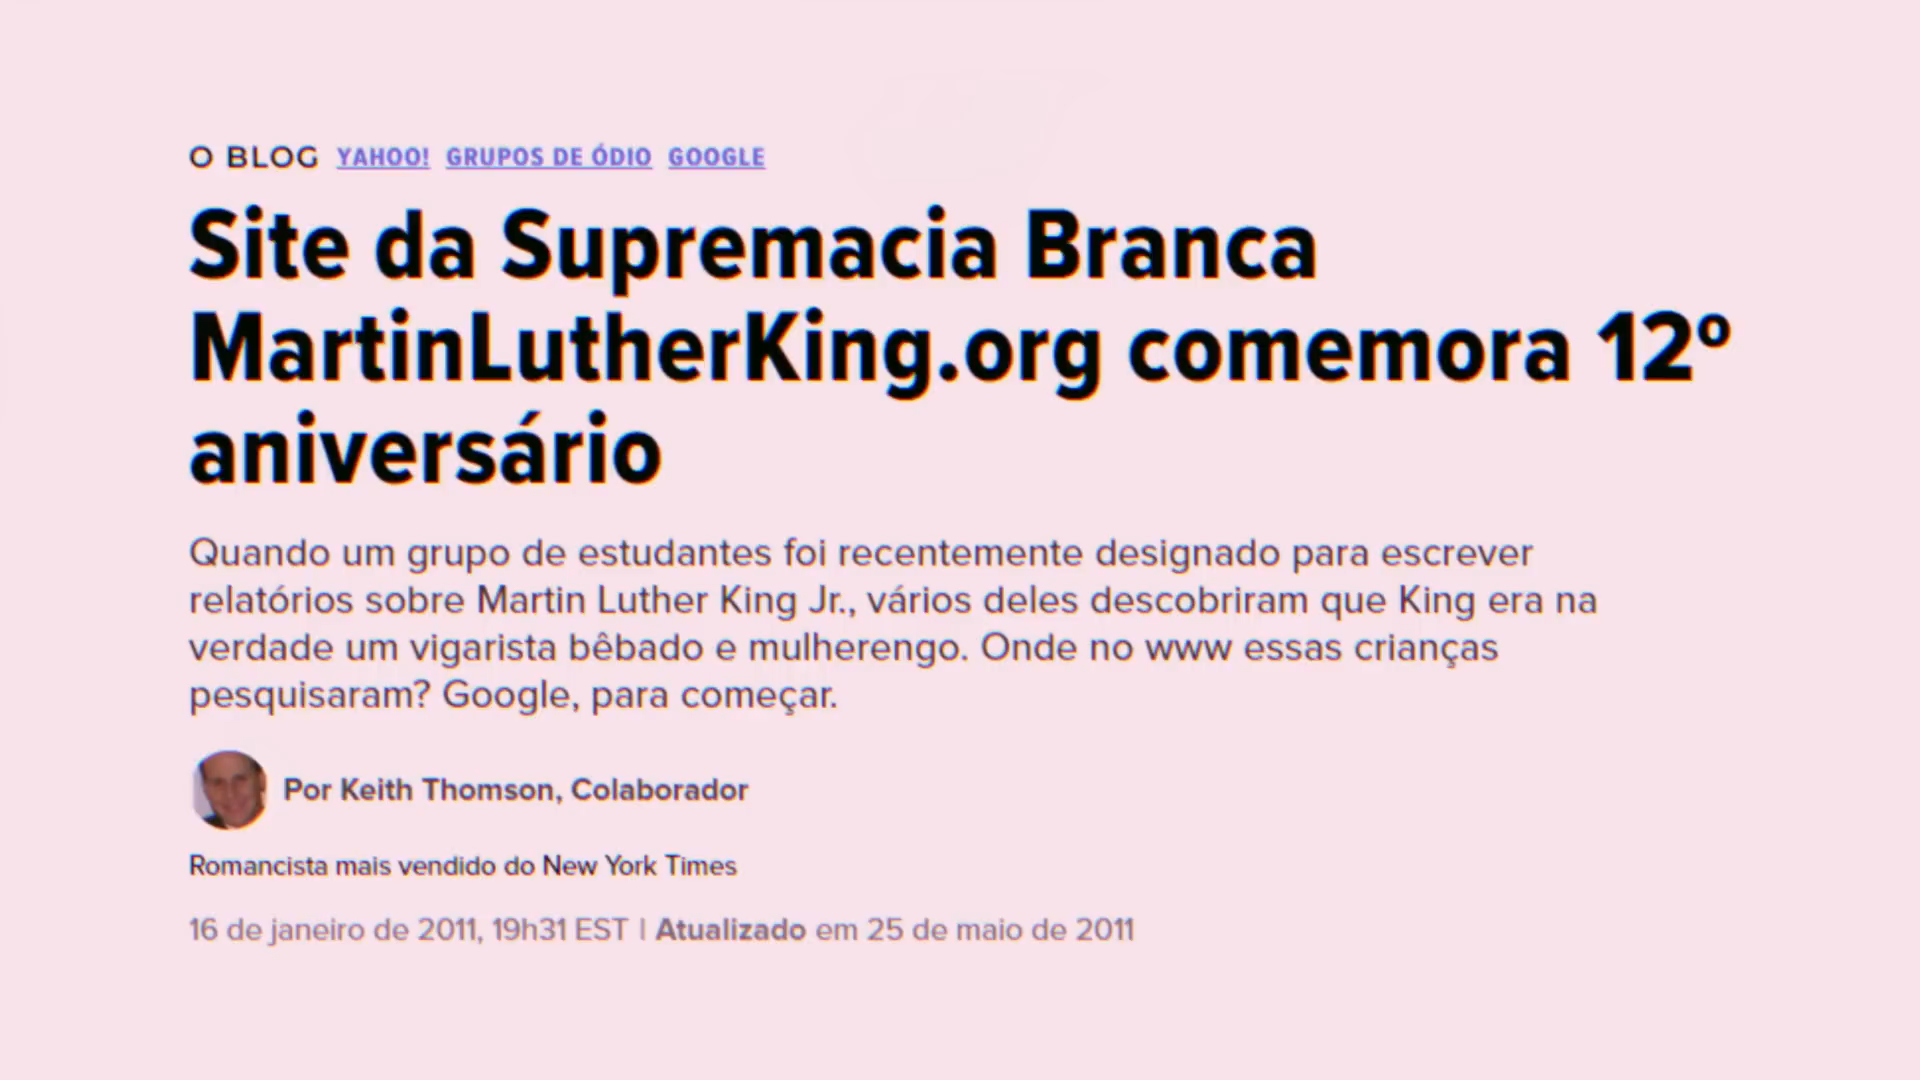 O BLOG YAHOO! GRUPOS DE ÓDIO GOOGLE
Site da Supremacia Branca
MartinLutherKing.org comemora 12º
aniversário
Quando um grupo de estudantes foi recentemente designado para escrever
relatórios sobre Martin Luther King Jr., vários deles descobriram que King era na
verdade um vigarista bêbado e mulherengo. Onde no www essas crianças
pesquisaram? Google, para começar.
Por Keith Thomson, Colaborador
Romancista mais vendido do New York Times
16 de janeiro de 2011, 19h31 EST | Atualizado em 25 de maio de 2011